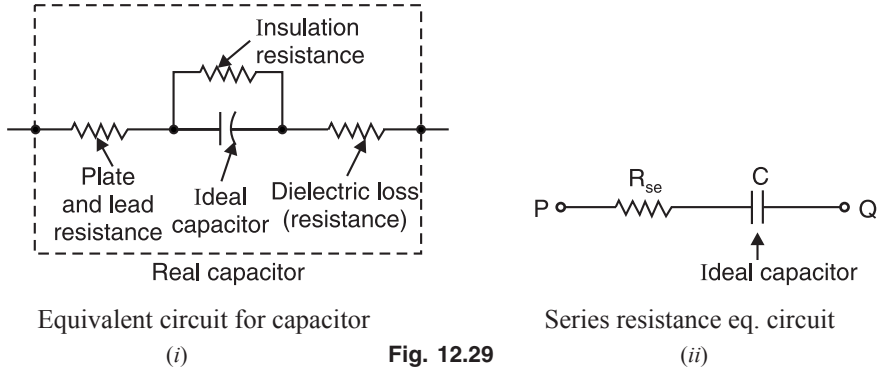 Insulation
resistance
Plate
and lead
resistance
Ideal
capacitor
Dielectric loss
(resistance)
Real capacitor
Equivalent circuit for capacitor
(i)
Fig. 12.29
P
Rse
C
Q
Ideal capacitor
Series resistance eq. circuit
(ii)